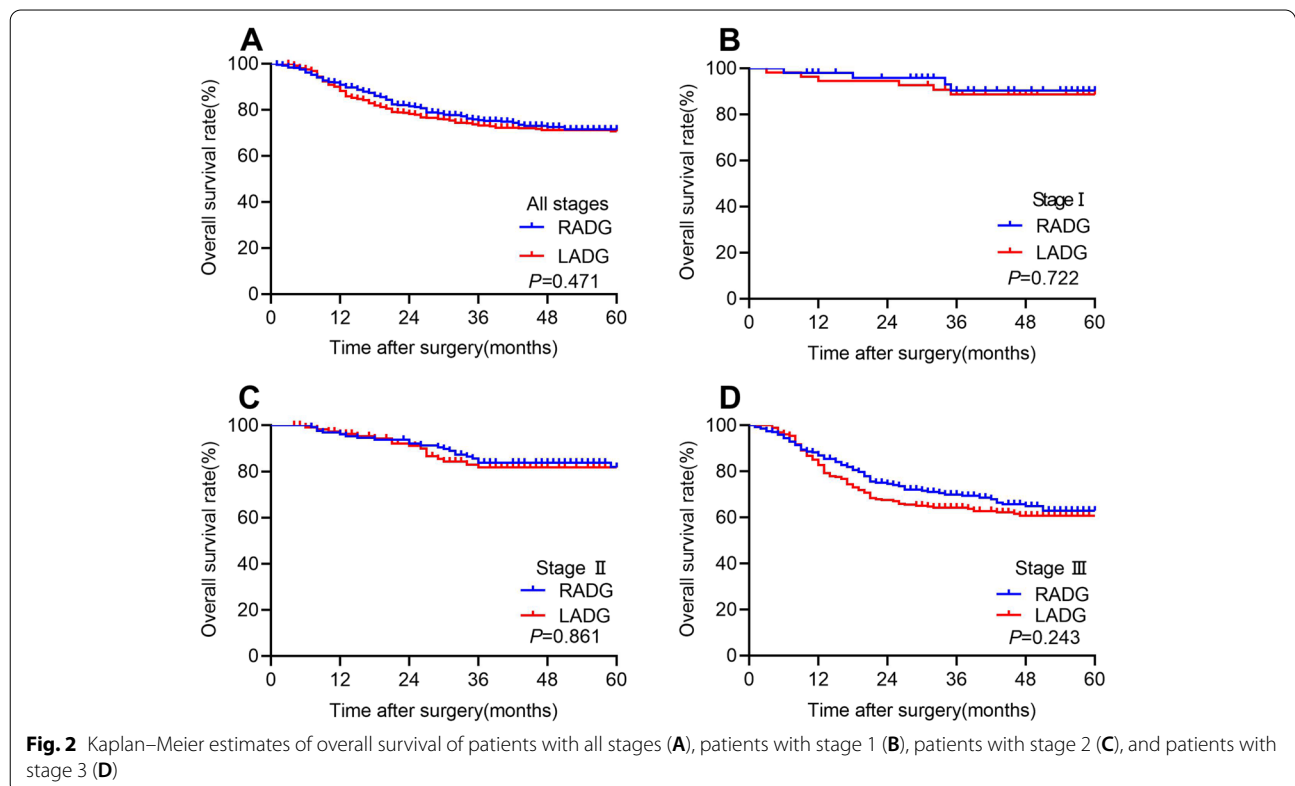 A
Overall survival rate(%)
100
80
60
40
20
0
0 12 24 36 48 60
Time after surgery(months)
All stages
RADG
LADG
P=0.471
B
Overall survival rate(%)
100
80
60
40
20
0
0 12 24 36 48 60
Time after surgery(months)
Stage Ⅰ
RADG
LADG
P=0.722
C
Overall survival rate(%)
100
80
60
40
20
0
0 12 24 36 48 60
Time after surgery(months)
Stage Ⅱ
RADG
LADG
P=0.861
D
Overall survival rate(%)
100
80
60
40
20
0
0 12 24 36 48 60
Time after surgery(months)
Stage Ⅲ
RADG
LADG
P=0.243
Fig. 2 Kaplan–Meier estimates of overall survival of patients with all stages (A), patients with stage 1 (B), patients with stage 2 (C), and patients with
stage 3 (D)